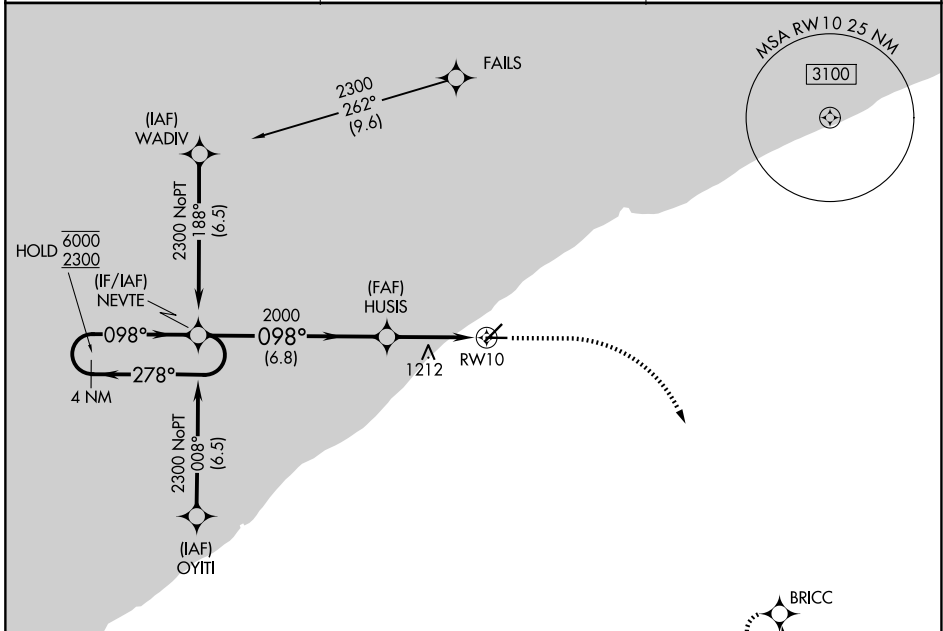 MSA RW10 25 NM
3100
FAILS
2300
262°
(9.6)
(IAF)
WADIV
2300 NoPT
188°
(6.5)
HOLD 6000
2300
(IF/IAF)
NEVTE
098°
278°
4 NM
2000
098°
(6.8)
(FAF)
HUSIS
1212
RW10
2300 NoPT
008°
(6.5)
(IAF)
OYITI
BRICC